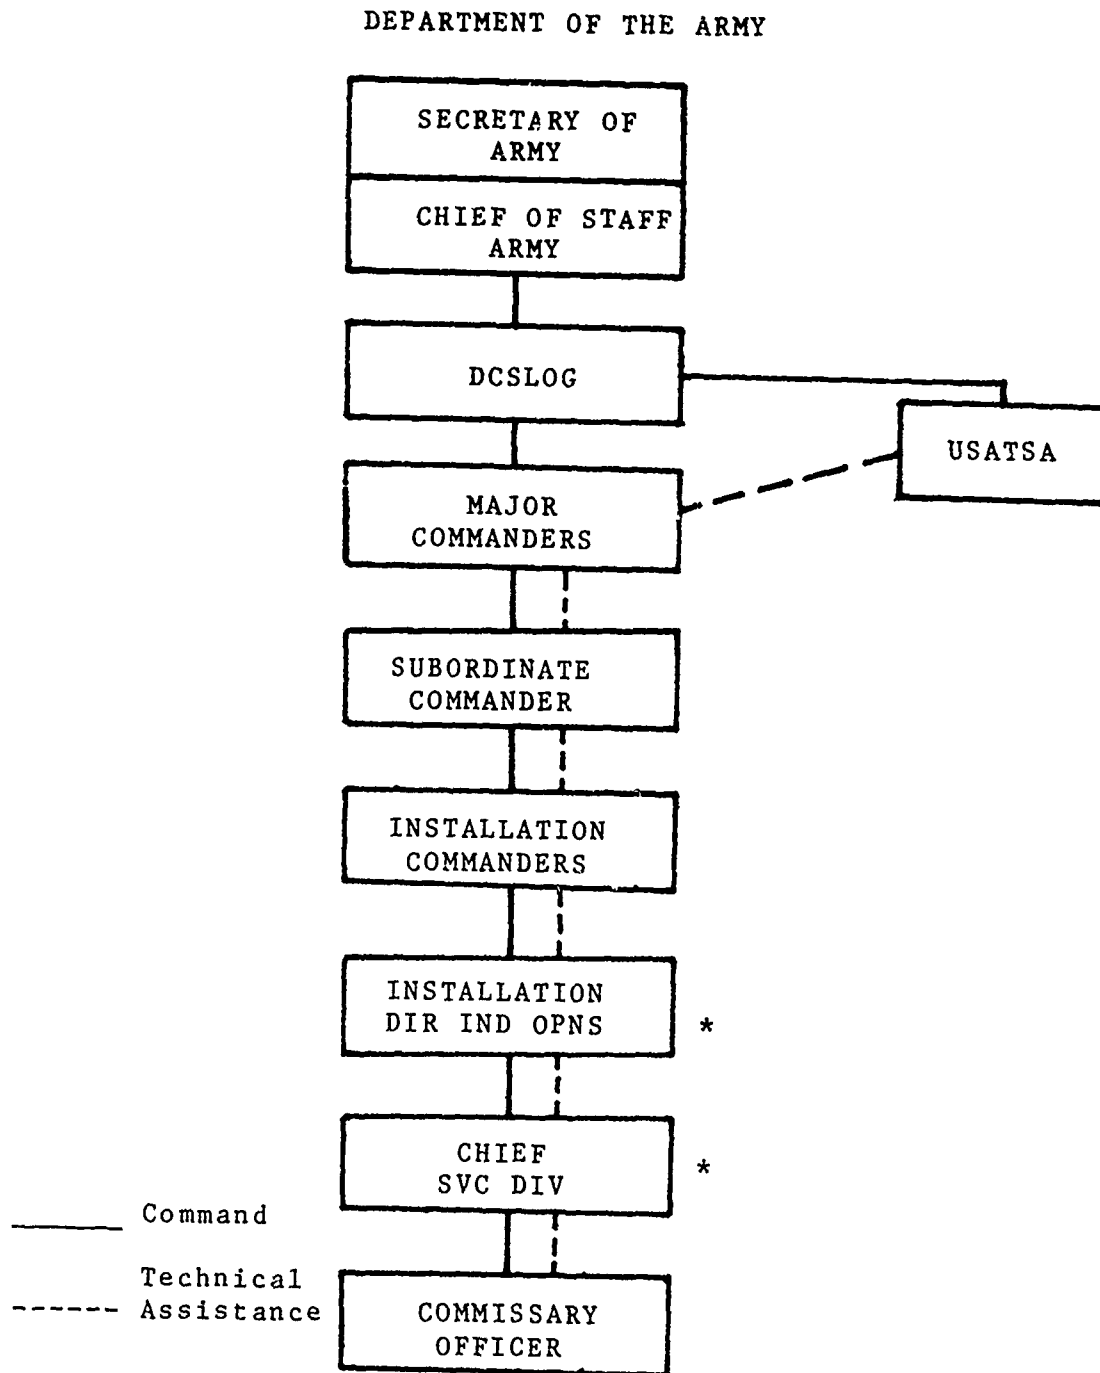 DEPARTMENT OF THE ARMY
SECRETARY OF
ARMY
CHIEF OF STAFF
ARMY
DCSLOG
USATSA
MAJOR
COMMANDERS
SUBORDINATE
COMMANDER
INSTALLATION
COMMANDERS
INSTALLATION
DIR IND OPNS *
CHIEF
SVC DIV *
Command
Technical
Assistance
COMMISSARY
OFFICER